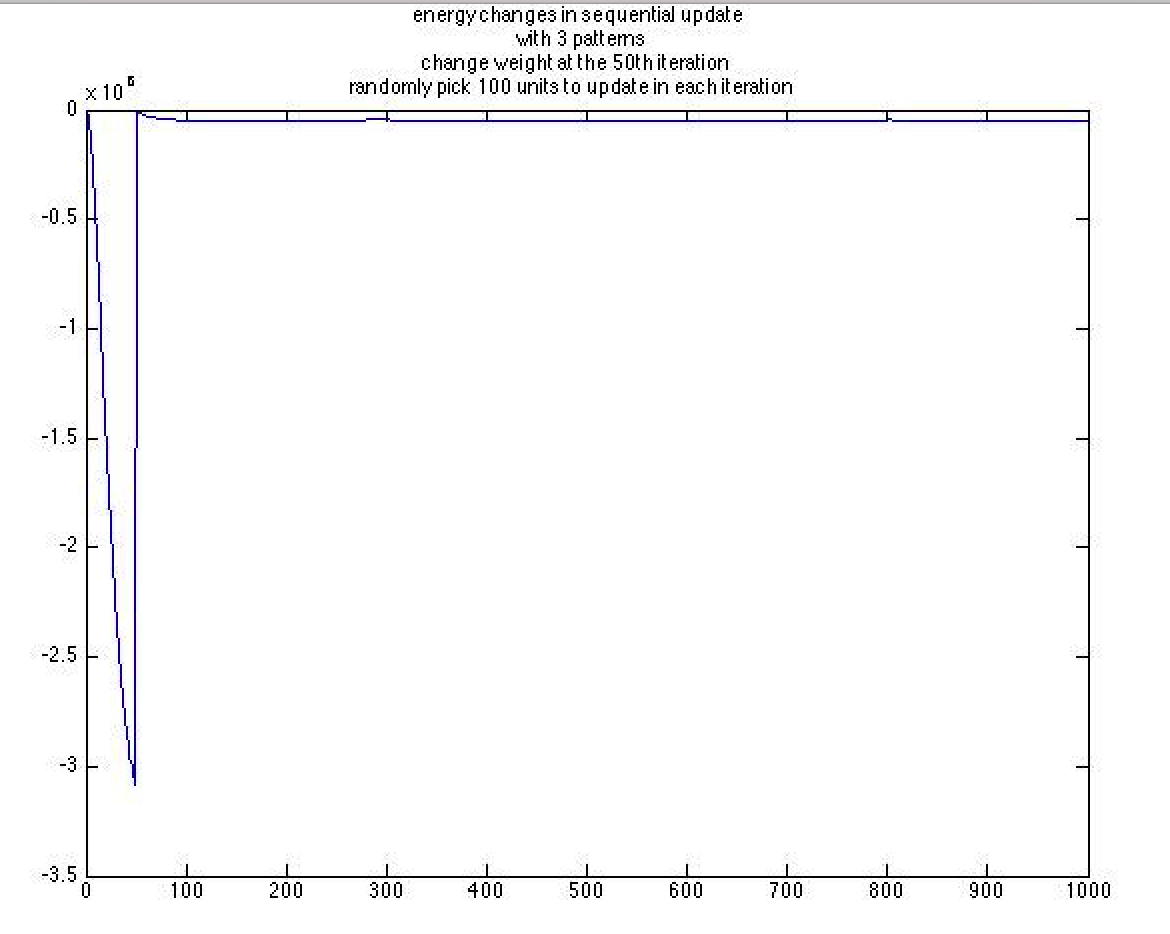 energy changes in sequential update
with 3 patterns
change weight at the 50th iteration
randomly pick 100 units to update in each iteration
x 10^6
0
-0.5
-1
-1.5
-2
-2.5
-3
-3.5
0 100 200 300 400 500 600 700 800 900 1000